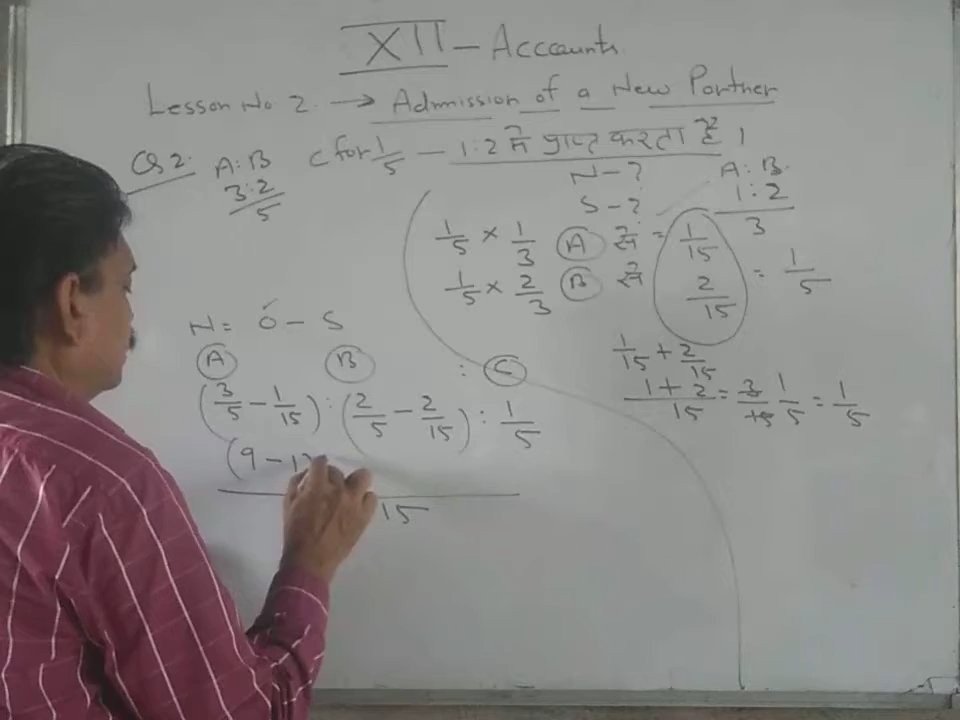 XII - Accounts
Lesson No 2. → Admission of a New Partner
Qs 2. A:B C for 1/5 - 1:2 में प्राप्त करता है ।
3:2/5
N - ? A:B.
S - ? 1:2/3
1/5 × 1/3 (A) से = 1/15
1/5 × 2/3 (B) से 2/15 = 1/5
N = O - S
1/15 + 2/15
(A) (B) : (C)
1+2/15 = 3/15 1/5 = 1/5
(3/5 - 1/15) : (2/5 - 2/15) : 1/5
(9-1)
15